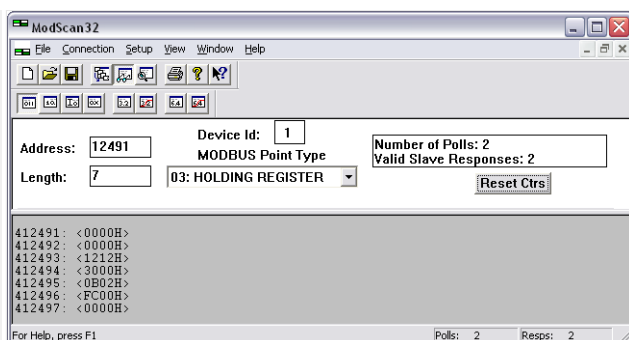 ModScan32
File Connection Setup View Window Help
Address: 12491
Device Id: 1
MODBUS Point Type
Length: 7
03: HOLDING REGISTER
Number of Polls: 2
Valid Slave Responses: 2
Reset Ctrs
412491: <0000H>
412492: <0000H>
412493: <1212H>
412494: <3000H>
412495: <0B02H>
412496: <FC00H>
412497: <0000H>
For Help, press F1 Polls: 2 Resps: 2